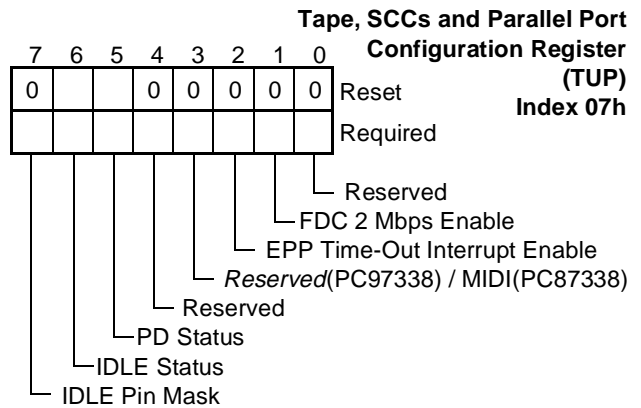 Tape, SCCs and Parallel Port
Configuration Register
(TUP)
Index 07h
7 6 5 4 3 2 1 0
0 0 0 0 0 0 Reset
Required
Reserved
FDC 2 Mbps Enable
EPP Time-Out Interrupt Enable
Reserved(PC97338) / MIDI(PC87338)
Reserved
PD Status
IDLE Status
IDLE Pin Mask